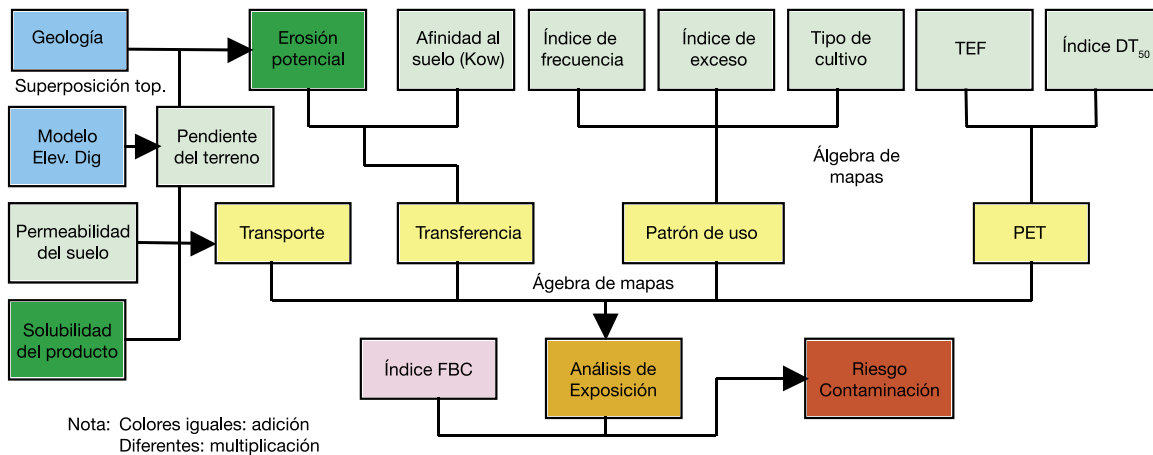 Geología
Erosión
potencial
Afinidad al
suelo (Kow)
Índice de
frecuencia
Índice de
exceso
Tipo de
cultivo
TEF
Índice DT50
Superposición top.
Modelo
Elev. Dig
Pendiente
del terreno
Álgebra de
mapas
Permeabilidad
del suelo
Transporte
Transferencia
Patrón de uso
PET
Ágebra de mapas
Solubilidad
del producto
Índice FBC
Análisis de
Exposición
Riesgo
Contaminación
Nota: Colores iguales: adición
Diferentes: multiplicación